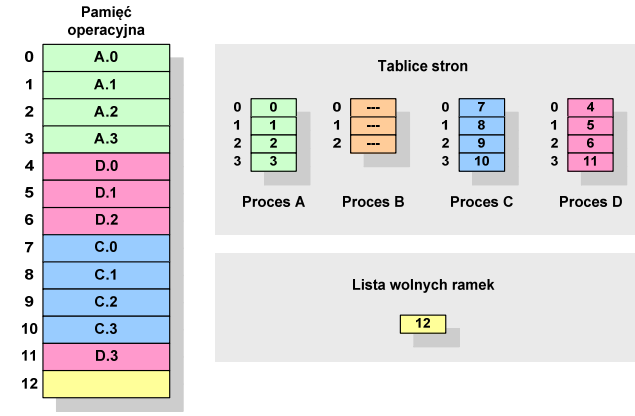 Pamięć
operacyjna
0 A.0
1 A.1
2 A.2
3 A.3
4 D.0
5 D.1
6 D.2
7 C.0
8 C.1
9 C.2
10 C.3
11 D.3
12
Tablice stron
0 0
1 1
2 2
3 3
Proces A
0 ---
1 ---
2 ---
Proces B
0 7
1 8
2 9
3 10
Proces C
0 4
1 5
2 6
3 11
Proces D
Lista wolnych ramek
12